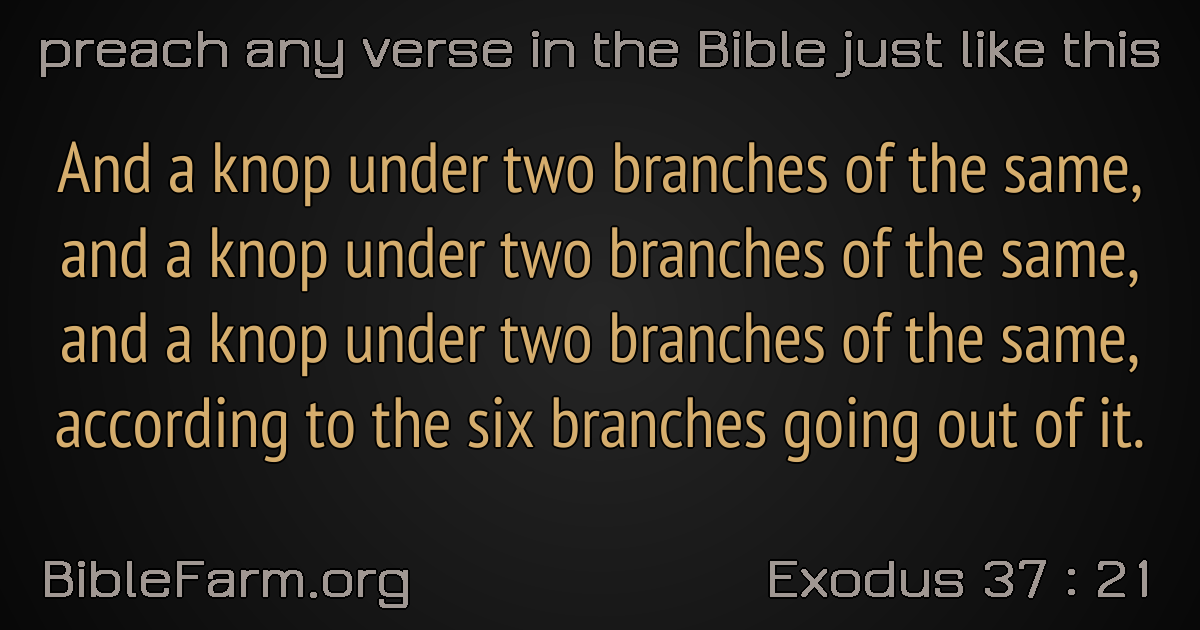 preach any verse in the Bible just like this
And a knop under two branches of the same,
and a knop under two branches of the same,
and a knop under two branches of the same,
according to the six branches going out of it.
BibleFarm.org
Exodus 37 : 21